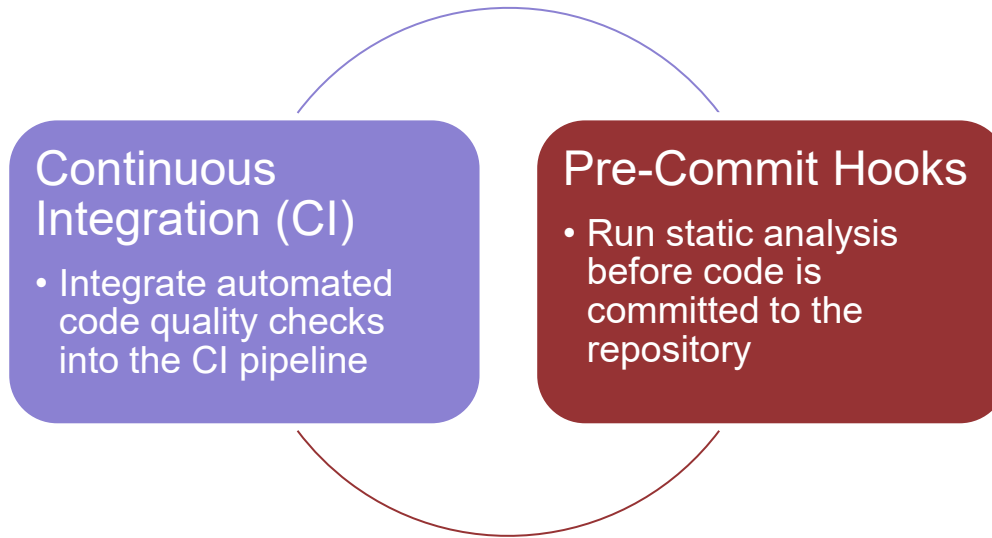 Continuous
Integration (CI)
• Integrate automated
code quality checks
into the CI pipeline
Pre-Commit Hooks
• Run static analysis
before code is
committed to the
repository